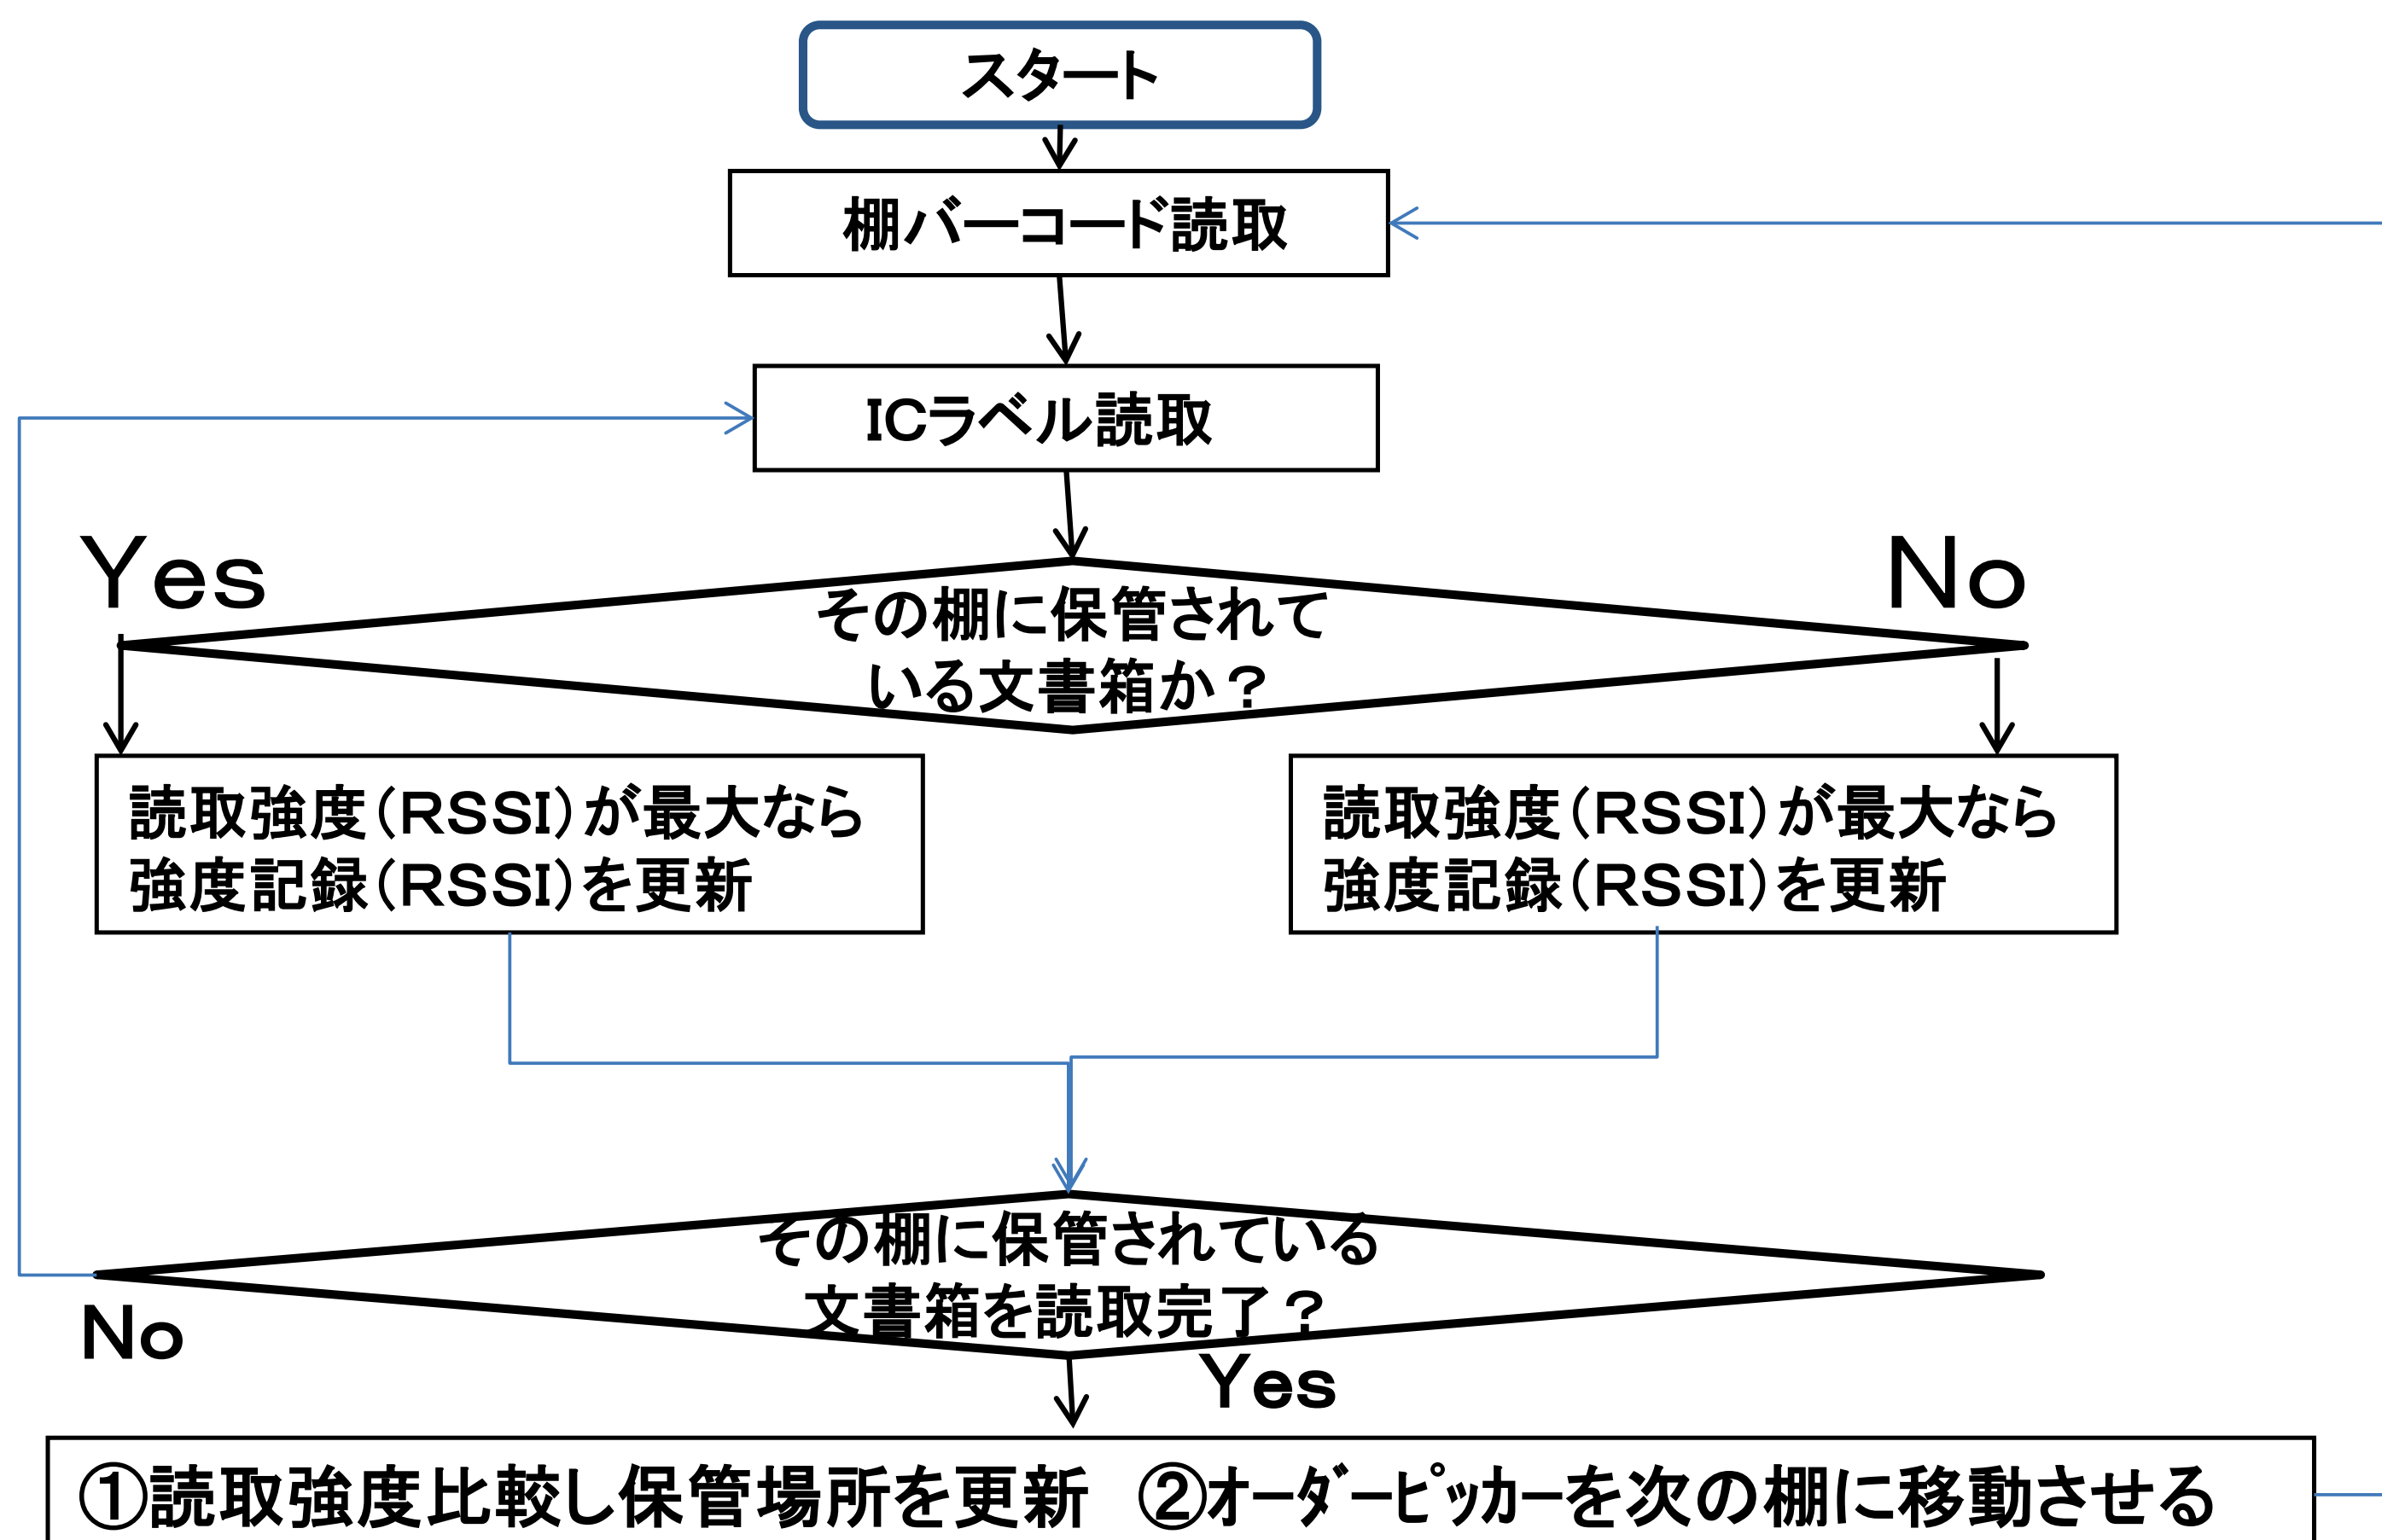 スタート
棚バーコード読取
ICラベル読取
Yes
No
その棚に保管されて
いる文書箱か？
読取強度(RSSI)が最大なら
強度記録(RSSI)を更新
読取強度(RSSI)が最大なら
強度記録(RSSI)を更新
その棚に保管されている
文書箱を読取完了？
No
Yes
①読取強度比較し保管場所を更新　②オーダーピッカーを次の棚に移動させる